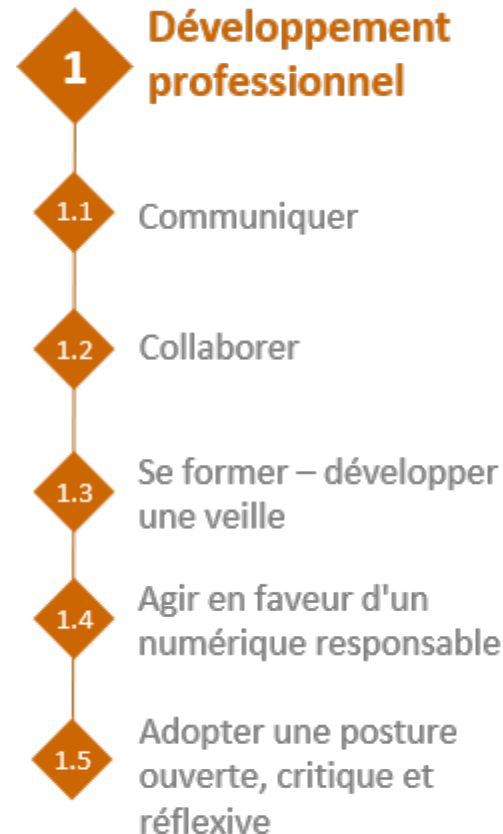 1
Développement
professionnel
1.1
Communiquer
1.2
Collaborer
1.3
Se former – développer
une veille
1.4
Agir en faveur d'un
numérique responsable
1.5
Adopter une posture
ouverte, critique et
réflexive